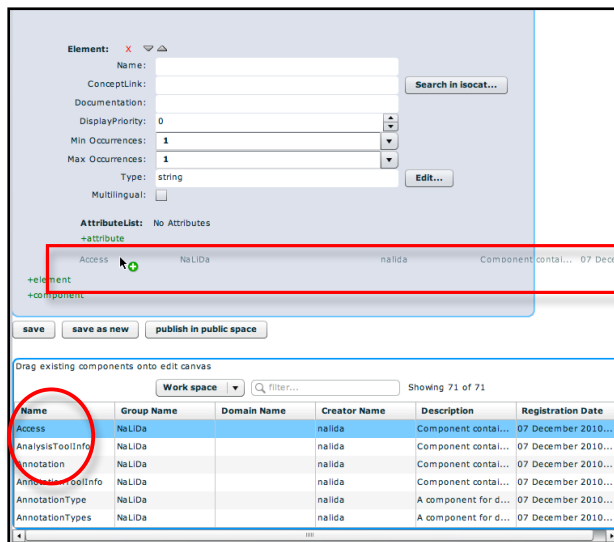 Element: X
Name:
ConceptLink: Search in isocat...
Documentation:
DisplayPriority: 0
Min Occurrences: 1
Max Occurrences: 1
Type: string Edit...
Multilingual:
AttributeList: No Attributes
+attribute
Access NaLiDa nalida Component contai... 07 Dece
+element
+component
save save as new publish in public space
Drag existing components onto edit canvas
Work space filter... Showing 71 of 71
Name Group Name Domain Name Creator Name Description Registration Date
Access NaLiDa nalida Component contai... 07 December 2010...
AnalysisToolInfo NaLiDa nalida Component contai... 07 December 2010...
Annotation NaLiDa nalida Component contai... 07 December 2010...
AnnotationToolInfo NaLiDa nalida Component contai... 07 December 2010...
AnnotationType NaLiDa nalida A component for d... 07 December 2010...
AnnotationTypes NaLiDa nalida A component for d... 07 December 2010...